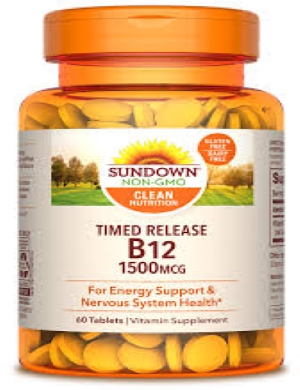 SUNDOWN
NON-GMO
CLEAN
NUTRITION
GLUTEN
FREE
DAIRY
FREE
TIMED RELEASE
B12
1500MCG
For Energy Support &
Nervous System Health*
60 Tablets | Vitamin Supplement